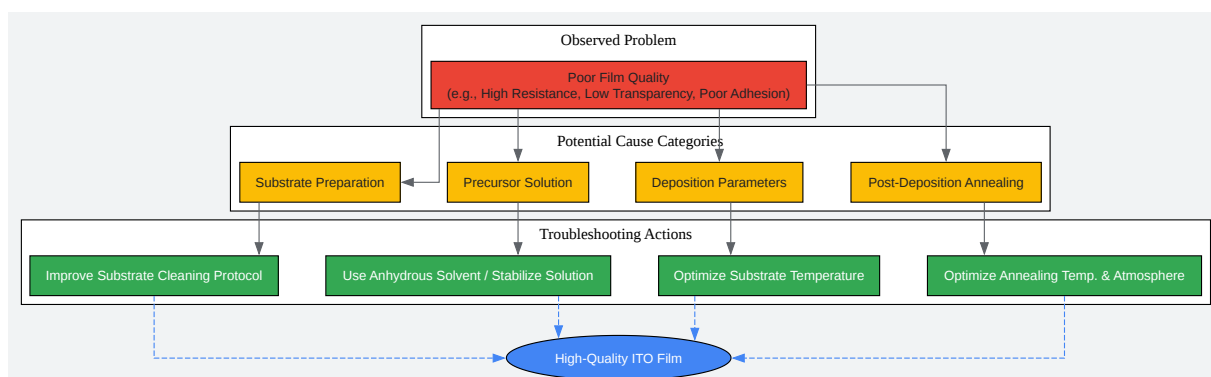 Observed Problem
Poor Film Quality
(e.g., High Resistance, Low Transparency, Poor Adhesion)
Potential Cause Categories
Substrate Preparation
Precursor Solution
Deposition Parameters
Post-Deposition Annealing
Troubleshooting Actions
Improve Substrate Cleaning Protocol
Use Anhydrous Solvent / Stabilize Solution
Optimize Substrate Temperature
Optimize Annealing Temp. & Atmosphere
High-Quality ITO Film